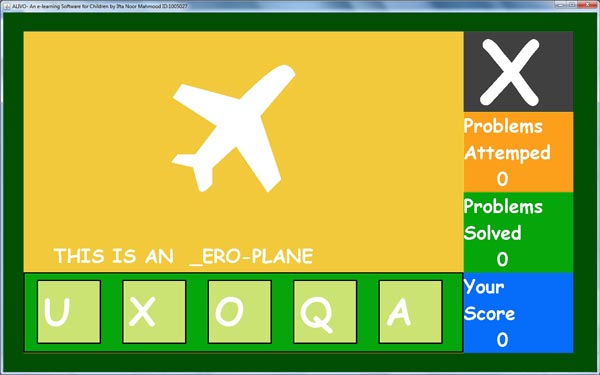 ALIVO- An e-learning Software for Children by Ifta Noor Mahmood ID:1005027
X
Problems
Attemped
0
THIS IS AN _ERO-PLANE
Problems
Solved
0
U X O Q A
Your
Score
0